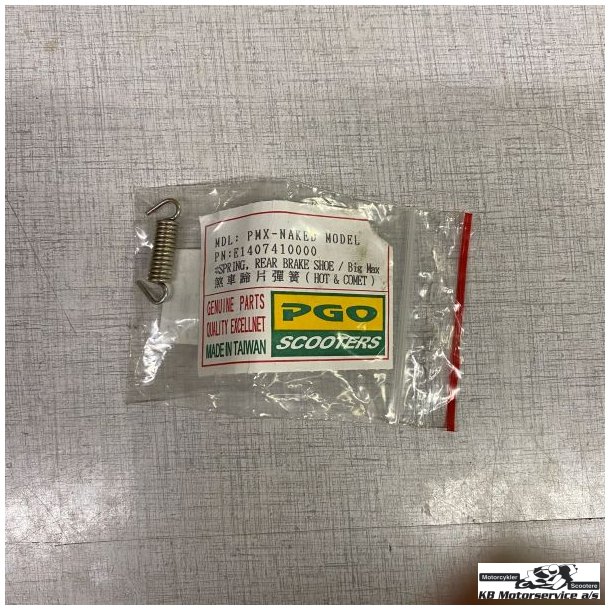 MDL: PMX-NAKED MODEL
PN:E1407410000
#SPRING, REAR BRAKE SHOE / Big Max
煞車蹄片彈簧 (HOT & COMET)
GENUINE PARTS
QUALITY EXCELLNET
MADE IN TAIWAN
PGO
SCOOTERS
Motorcykler Scootere
KB Motorservice a/s